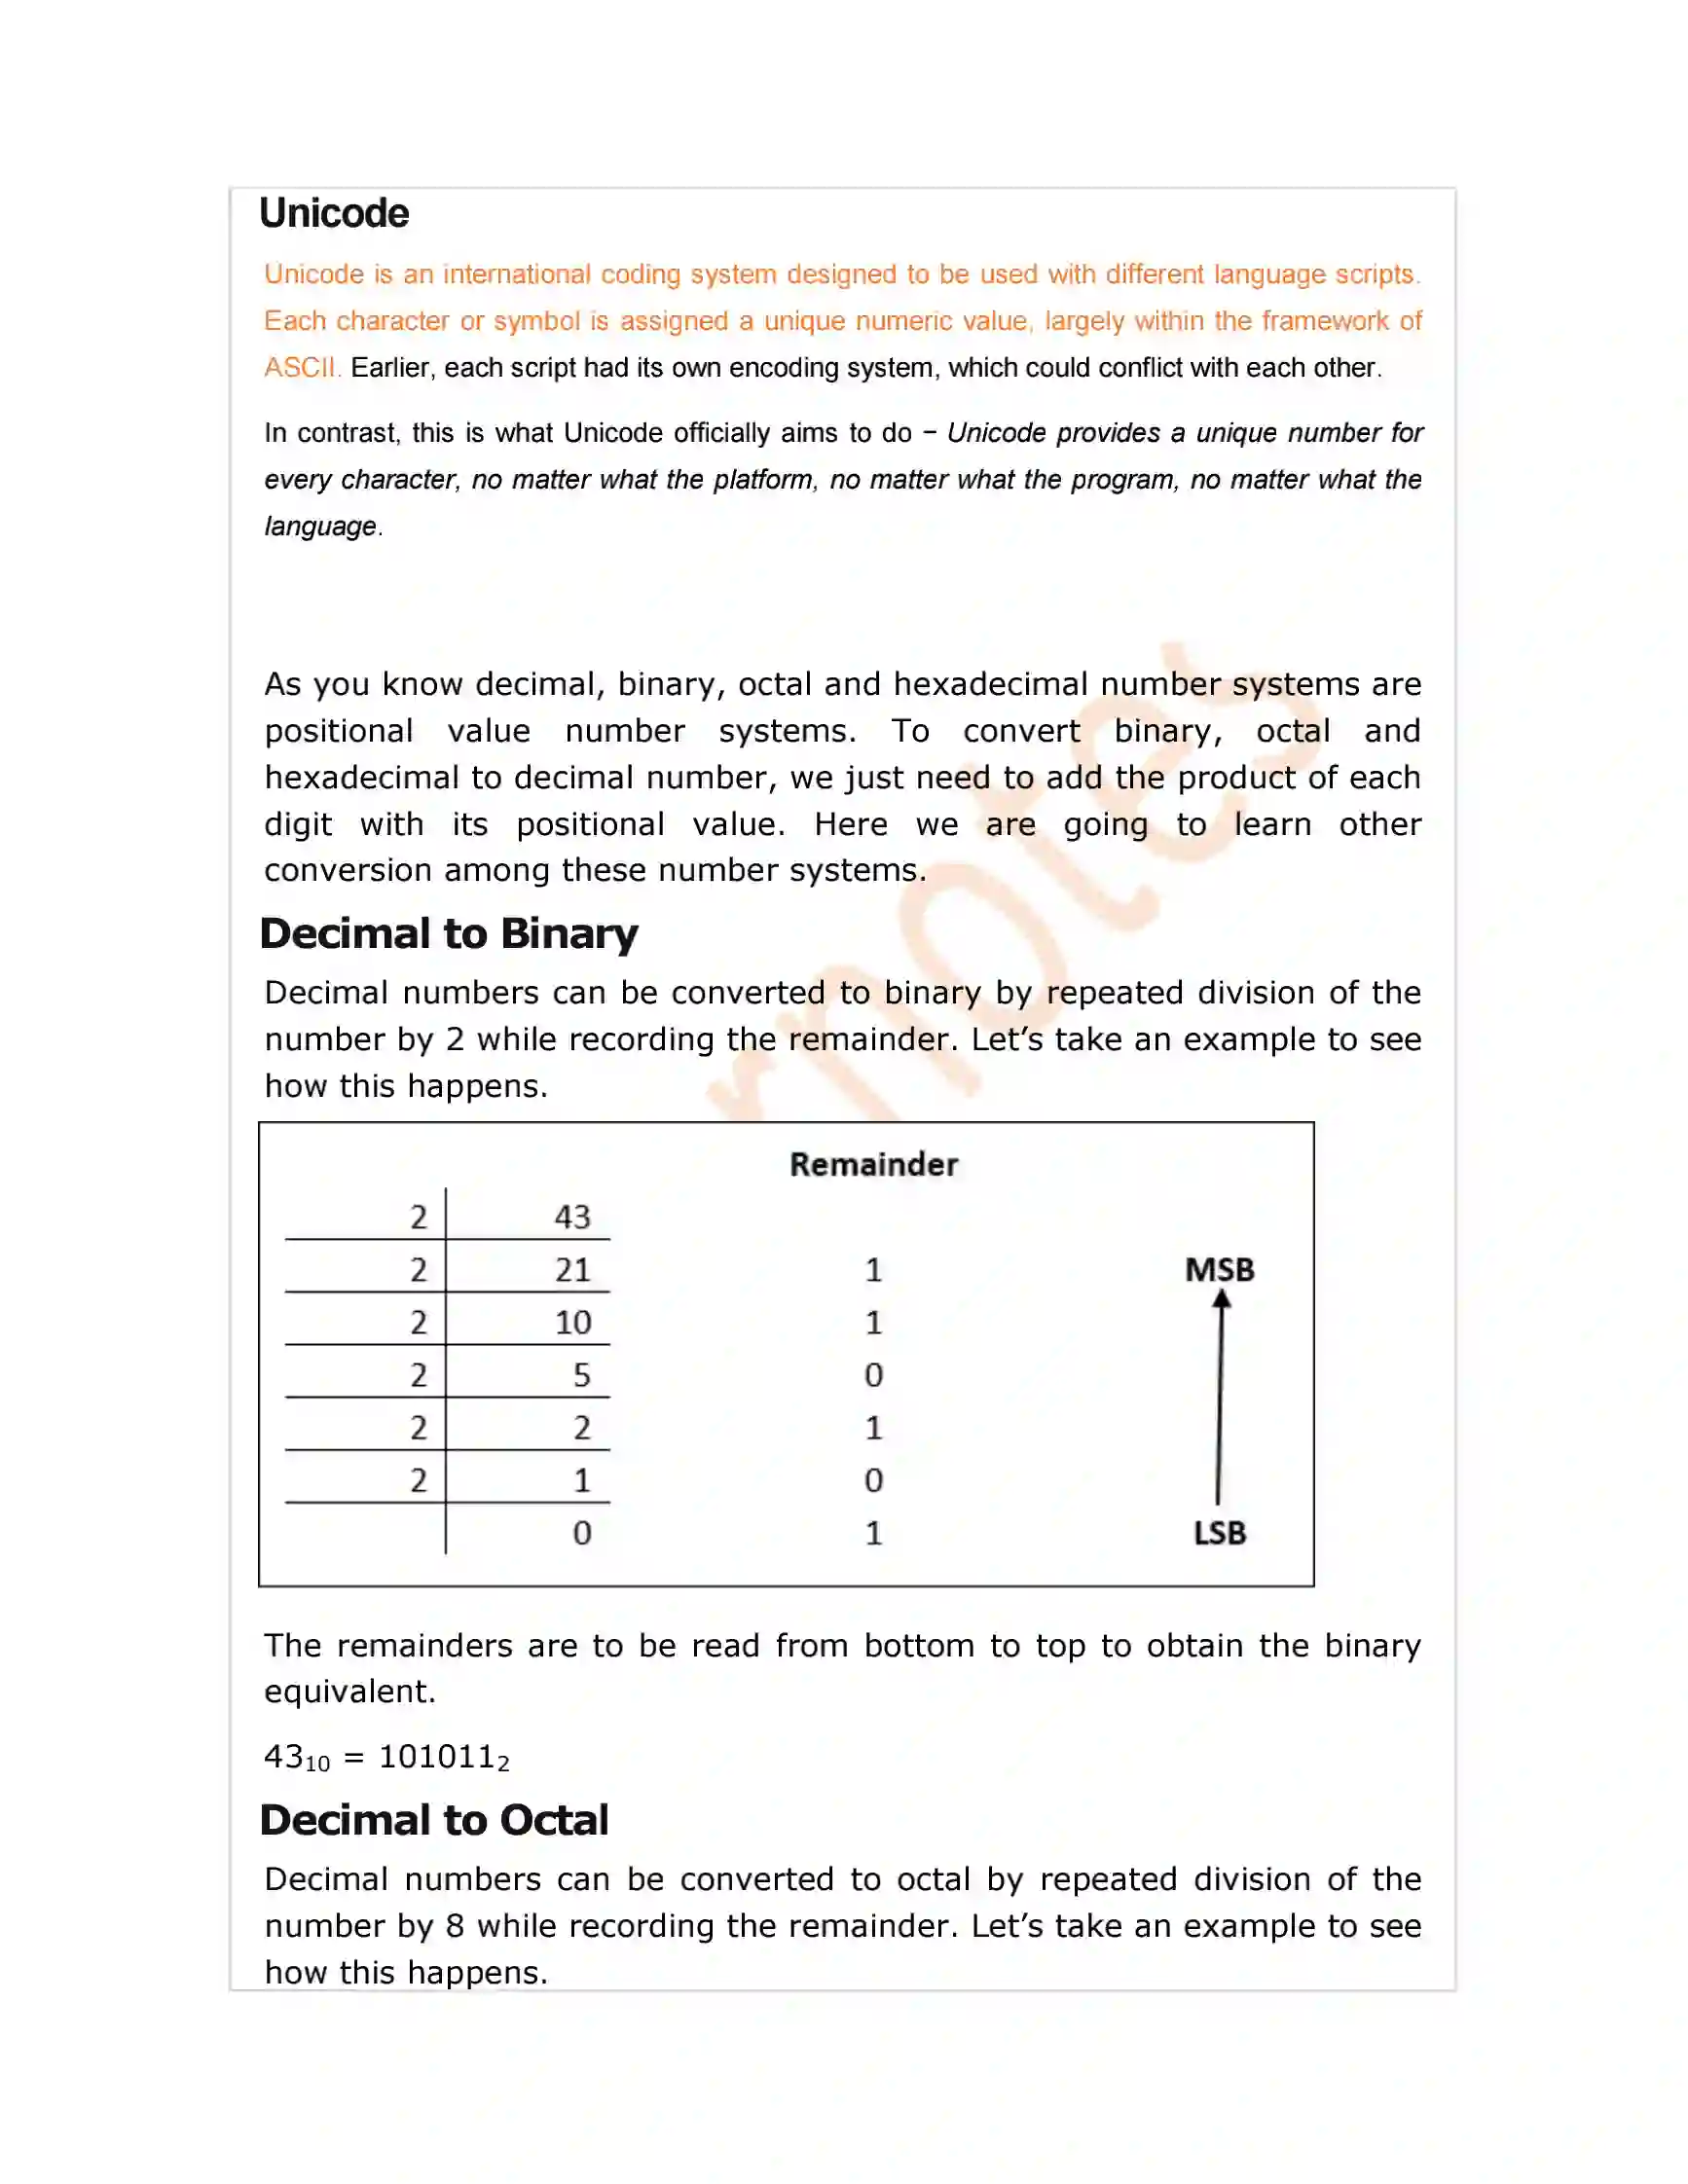 Unicode
Unicode is an international coding system designed to be used with different language scripts.
Each character or symbol is assigned a unique numeric value, largely within the framework of
ASCII. Earlier, each script had its own encoding system, which could conflict with each other.
In contrast, this is what Unicode officially aims to do − Unicode provides a unique number for
every character, no matter what the platform, no matter what the program, no matter what the
language.
As you know decimal, binary, octal and hexadecimal number systems are
positional value number systems. To convert binary, octal and
hexadecimal to decimal number, we just need to add the product of each
digit with its positional value. Here we are going to learn other
conversion among these number systems.
Decimal to Binary
Decimal numbers can be converted to binary by repeated division of the
number by 2 while recording the remainder. Let’s take an example to see
how this happens.
Remainder
2 43
2 21 1 MSB
2 10 1
2 5 0
2 2 1
2 1 0
0 1 LSB
The remainders are to be read from bottom to top to obtain the binary
equivalent.
43₁₀ = 101011₂
Decimal to Octal
Decimal numbers can be converted to octal by repeated division of the
number by 8 while recording the remainder. Let’s take an example to see
how this happens.